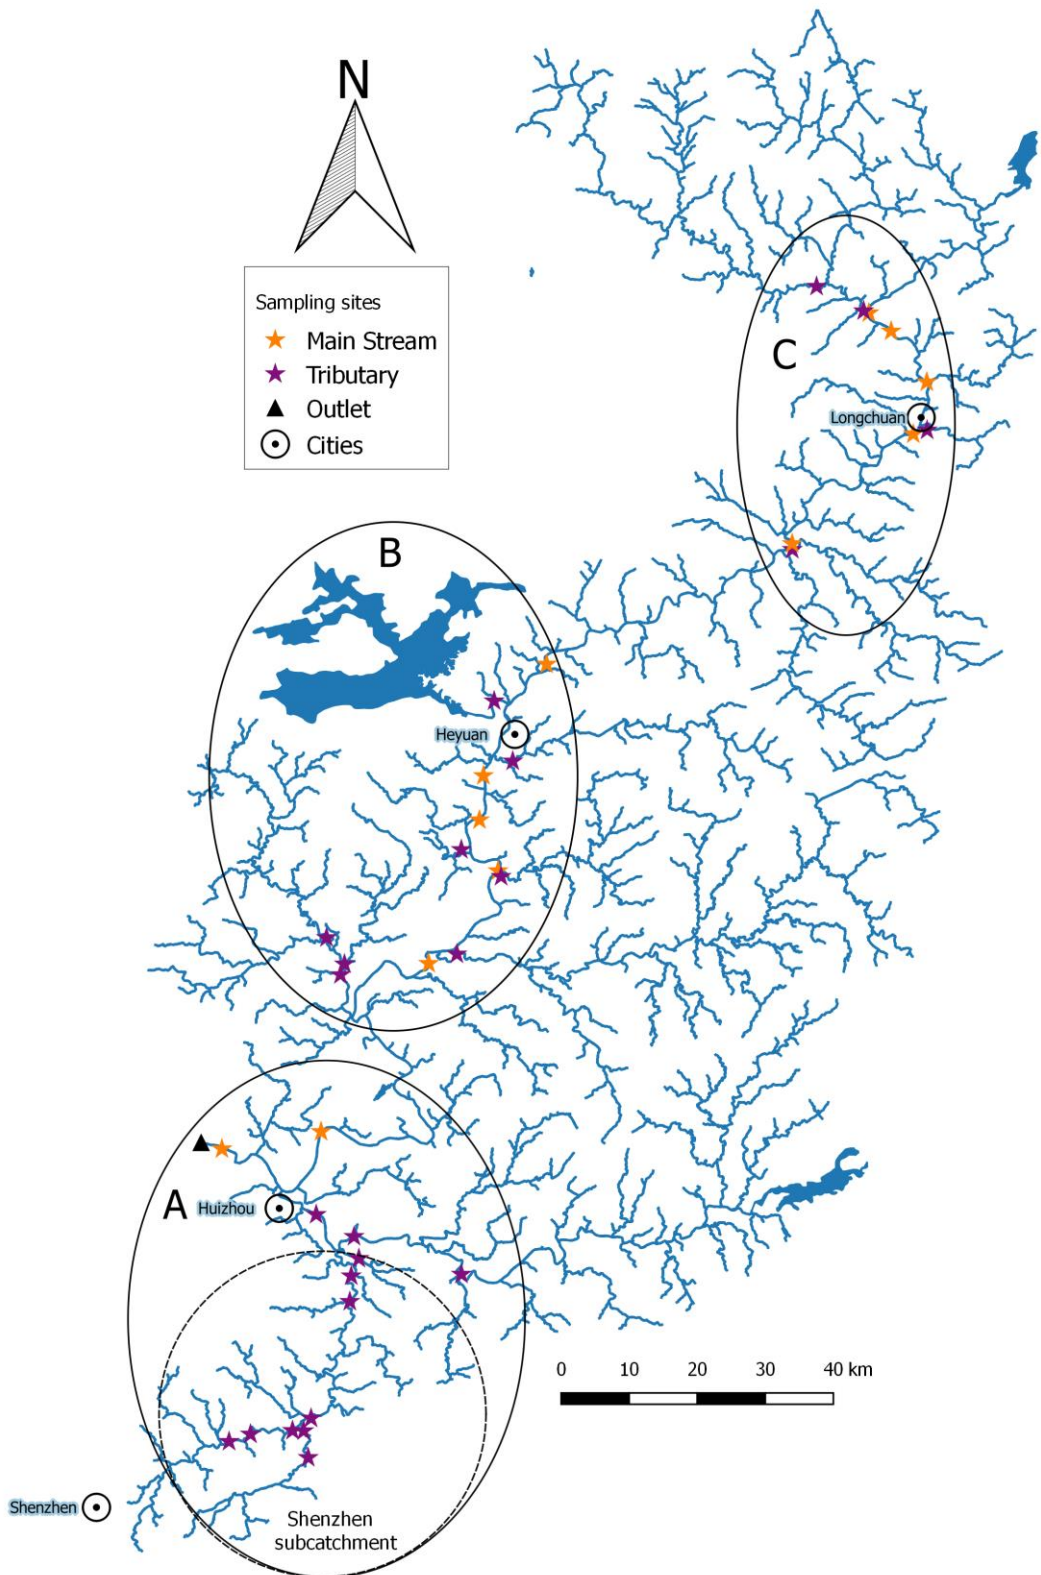 N
Sampling sites
Main Stream
Tributary
Outlet
Cities
C
Longchuan
B
Heyuan
A
Huizhou
0 10 20 30 40 km
Shenzhen
Shenzhen
subcatchment